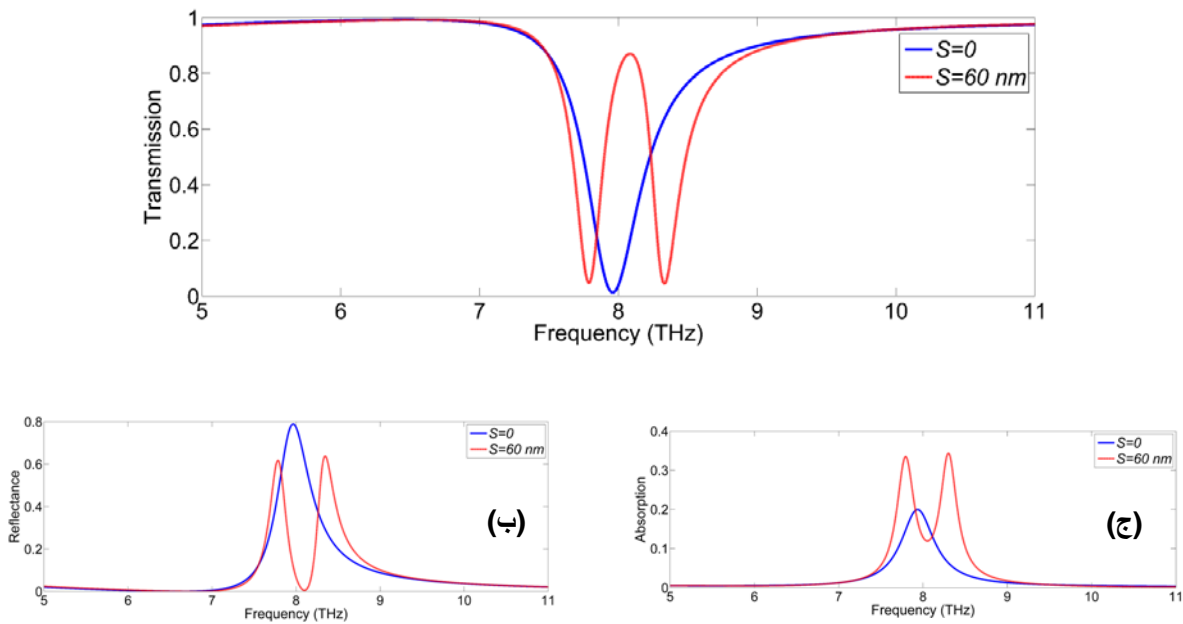 Transmission
1
0.8
0.6
0.4
0.2
0
5 6 7 8 9 10 11
Frequency (THz)
S=0
S=60 nm
Reflectance
0.8
0.6
0.4
0.2
0
5 6 7 8 9 10 11
Frequency (THz)
S=0
S=60 nm
(ب)
Absorption
0.4
0.3
0.2
0.1
0
5 6 7 8 9 10 11
Frequency (THz)
S=0
S=60 nm
(ج)